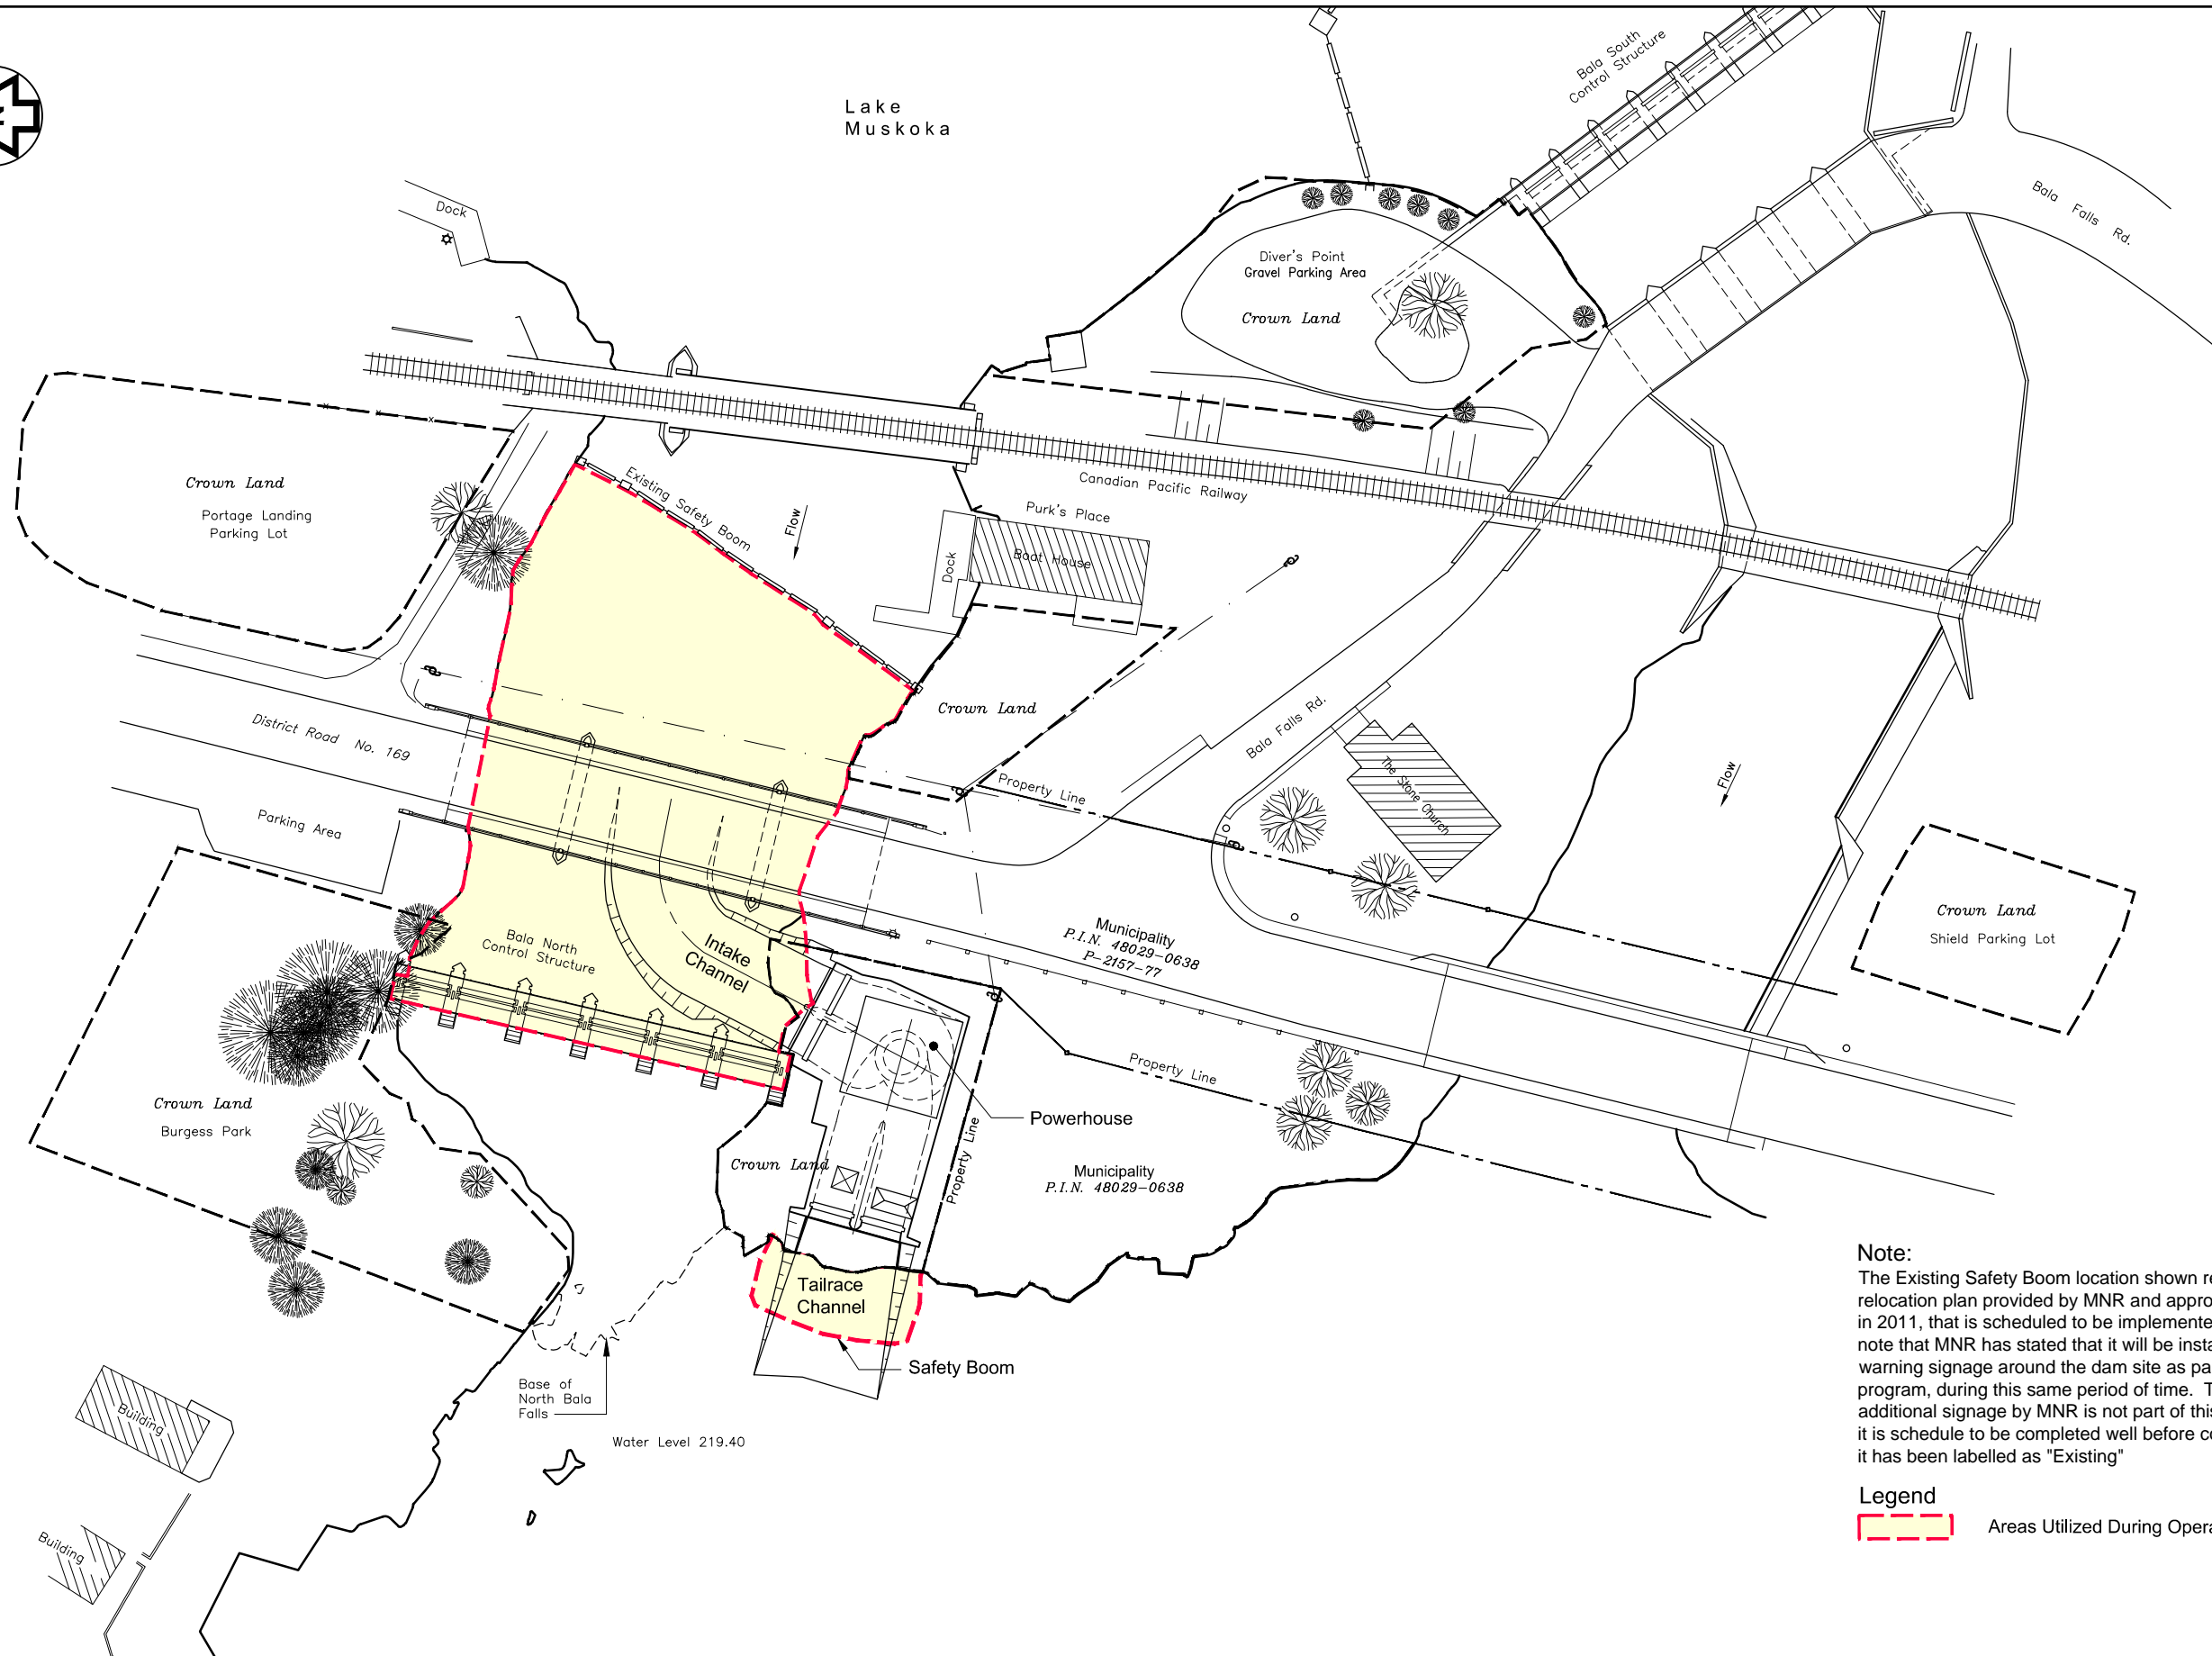 Lake
Muskoka
Bala South
Control Structure
Bala Falls Rd.
Dock
Diver's Point
Gravel Parking Area
Crown Land
Crown Land
Portage Landing
Parking Lot
Existing Safety Boom
Flow
Canadian Pacific Railway
Purk's Place
Boat House
Dock
Crown Land
District Road No. 169
Property Line
Bala Falls Rd.
The Stone Church
Flow
Parking Area
Bala North
Control Structure
Intake
Channel
Municipality
P.I.N. 48029-0638
P-2157-77
Crown Land
Shield Parking Lot
Crown Land
Burgess Park
Property Line
Powerhouse
Crown Land
Property Line
Municipality
P.I.N. 48029-0638
Tailrace
Channel
Safety Boom
Base of
North Bala
Falls
Water Level 219.40
Building
Building
Note:
The Existing Safety Boom location shown
relocation plan provided by MNR and
in 2011, that is scheduled to be
note that MNR has stated that it will be
warning signage around the dam site as
program, during this same period of time.
additional signage by MNR is not part of
it is schedule to be completed well before
it has been labelled as "Existing"
Legend
Areas Utilized During